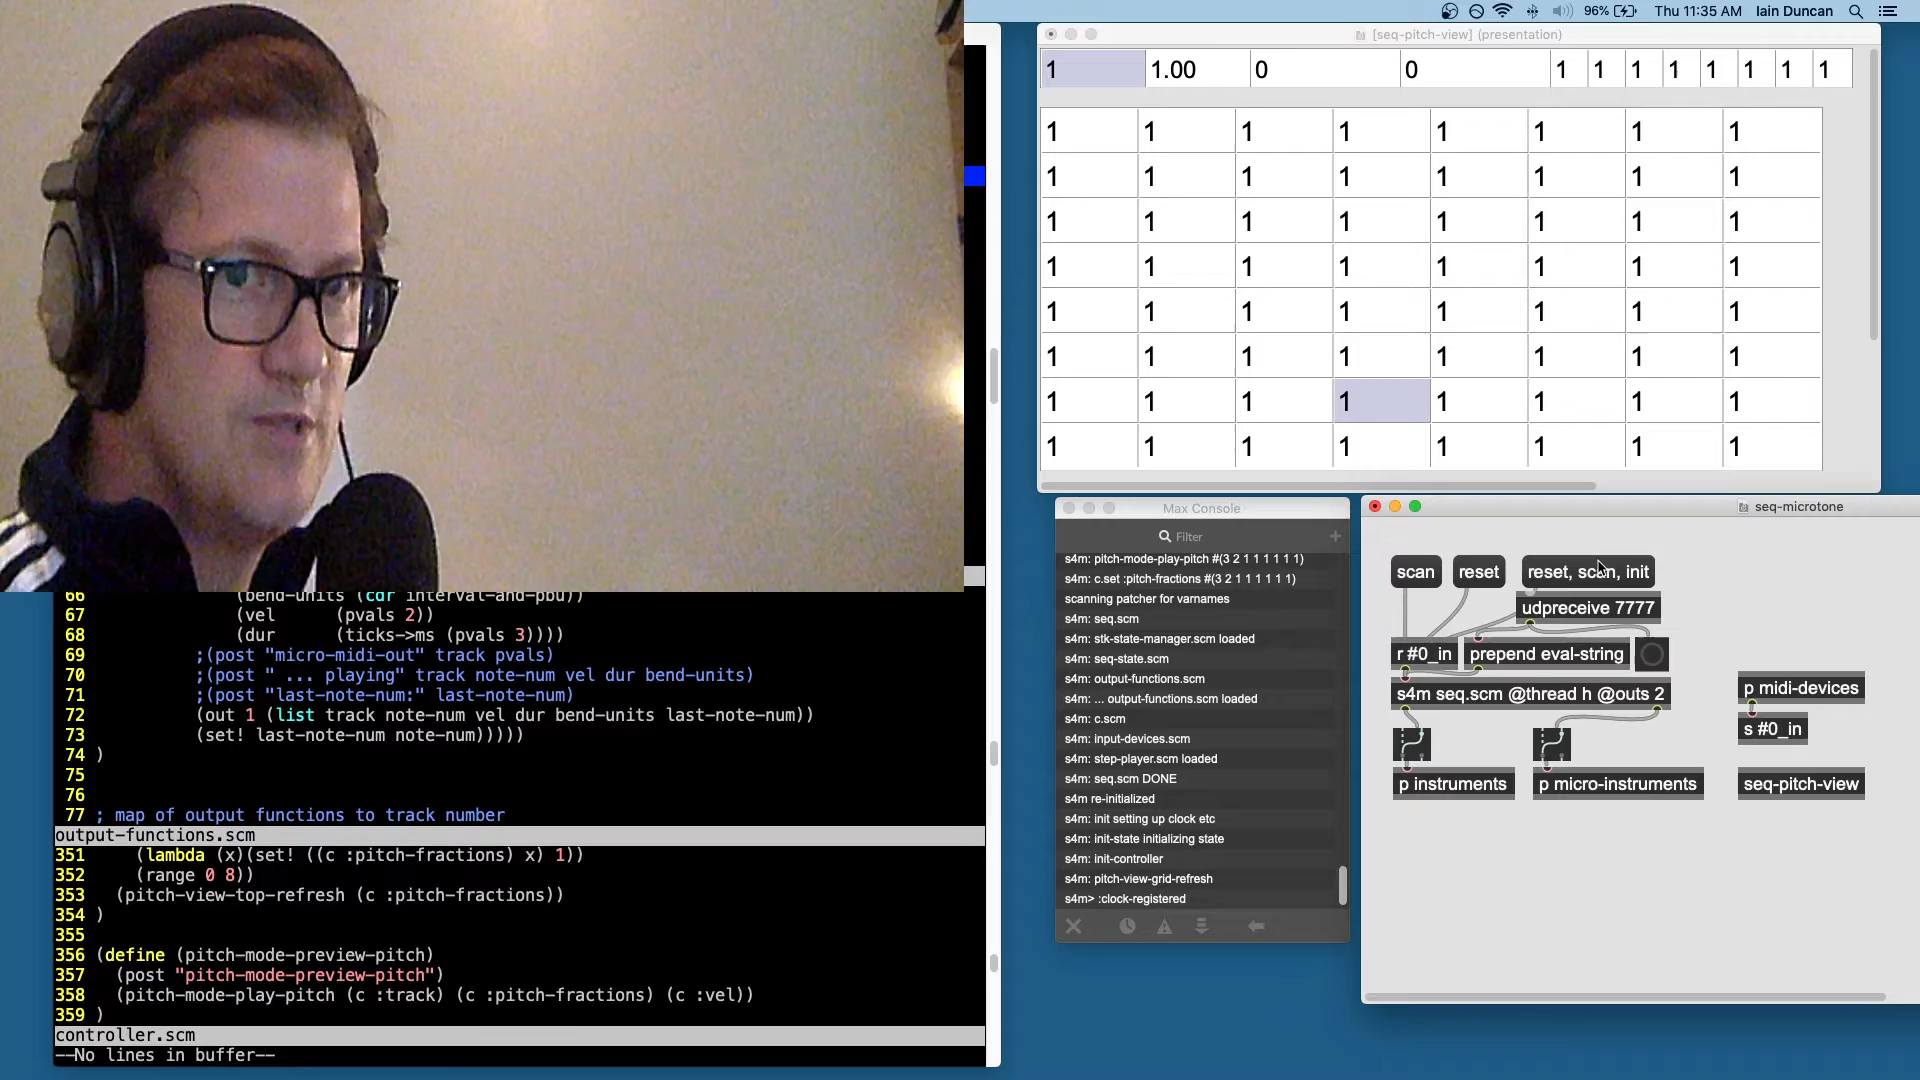 96% Thu 11:35 AM Iain Duncan
[seq-pitch-view] (presentation)
1 1.00 0 0 1 1 1 1 1 1 1 1
1 1 1 1 1 1 1 1
1 1 1 1 1 1 1 1
1 1 1 1 1 1 1 1
1 1 1 1 1 1 1 1
1 1 1 1 1 1 1 1
1 1 1 1 1 1 1 1
1 1 1 1 1 1 1 1
1 1 1 1 1 1 1 1
Max Console
Filter
s4m: pitch-mode-play-pitch #(3 2 1 1 1 1 1 1)
s4m: c.set :pitch-fractions #(3 2 1 1 1 1 1 1)
scanning patcher for varnames
s4m: seq.scm
s4m: stk-state-manager.scm loaded
s4m: seq-state.scm
s4m: output-functions.scm
s4m: ... output-functions.scm loaded
s4m: c.scm
s4m: input-devices.scm
s4m: step-player.scm loaded
s4m: seq.scm DONE
s4m re-initialized
s4m: init setting up clock etc
s4m: init-state initializing state
s4m: init-controller
s4m: pitch-view-grid-refresh
s4m> :clock-registered
seq-microtone
scan reset reset, scan, init
udpreceive 7777
r #0_in prepend eval-string
s4m seq.scm @thread h @outs 2
p midi-devices
s #0_in
p instruments p micro-instruments seq-pitch-view
66 (bend-units (cdr interval-and-pbu))
67 (vel (pvals 2))
68 (dur (ticks->ms (pvals 3))))
69 ;(post "micro-midi-out" track pvals)
70 ;(post " ... playing" track note-num vel dur bend-units)
71 ;(post "last-note-num:" last-note-num)
72 (out 1 (list track note-num vel dur bend-units last-note-num))
73 (set! last-note-num note-num)))))
74 )
75
76
77 ; map of output functions to track number
output-functions.scm
351 (lambda (x)(set! ((c :pitch-fractions) x) 1))
352 (range 0 8))
353 (pitch-view-top-refresh (c :pitch-fractions))
354 )
355
356 (define (pitch-mode-preview-pitch)
357 (post "pitch-mode-preview-pitch")
358 (pitch-mode-play-pitch (c :track) (c :pitch-fractions) (c :vel))
359 )
controller.scm
--No lines in buffer--